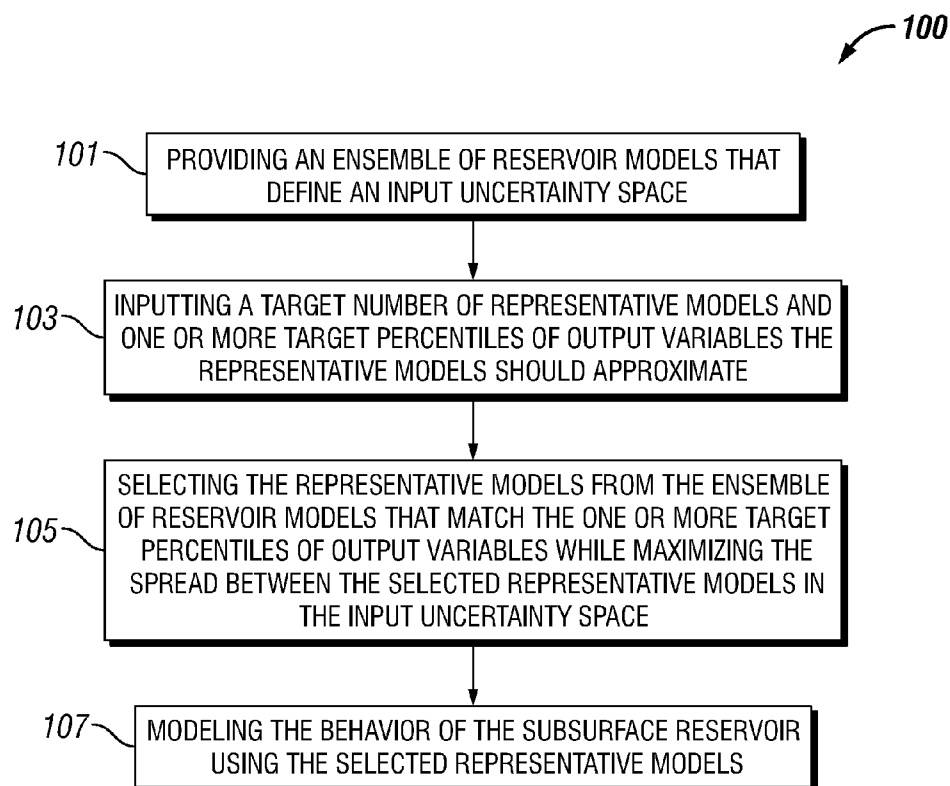 100
101
PROVIDING AN ENSEMBLE OF RESERVOIR MODELS THAT
DEFINE AN INPUT UNCERTAINTY SPACE
103
INPUTTING A TARGET NUMBER OF REPRESENTATIVE MODELS AND
ONE OR MORE TARGET PERCENTILES OF OUTPUT VARIABLES THE
REPRESENTATIVE MODELS SHOULD APPROXIMATE
105
SELECTING THE REPRESENTATIVE MODELS FROM THE ENSEMBLE
OF RESERVOIR MODELS THAT MATCH THE ONE OR MORE TARGET
PERCENTILES OF OUTPUT VARIABLES WHILE MAXIMIZING THE
SPREAD BETWEEN THE SELECTED REPRESENTATIVE MODELS IN
THE INPUT UNCERTAINTY SPACE
107
MODELING THE BEHAVIOR OF THE SUBSURFACE RESERVOIR
USING THE SELECTED REPRESENTATIVE MODELS